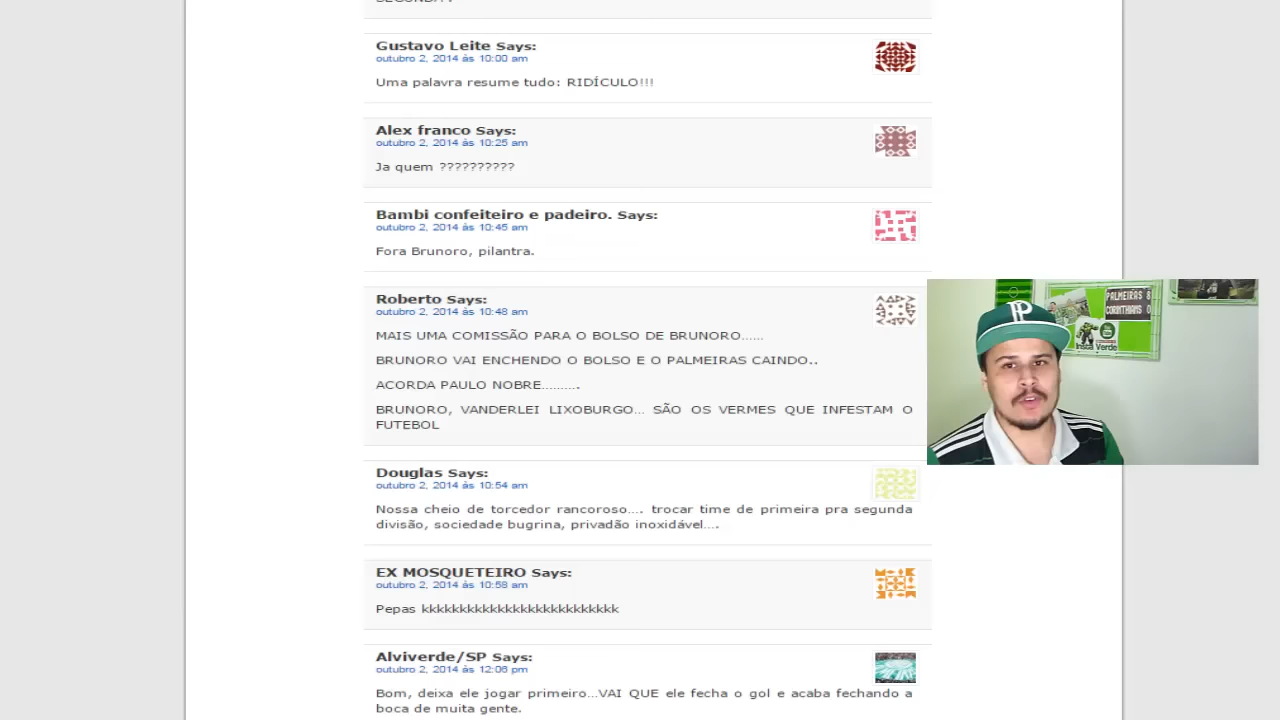 Gustavo Leite Says:
outubro 2, 2014 às 10:00 am
Uma palavra resume tudo: RIDÍCULO!!!
Alex franco Says:
outubro 2, 2014 às 10:25 am
Ja quem ??????????
Bambi confeiteiro e padeiro. Says:
outubro 2, 2014 às 10:45 am
Fora Brunoro, pilantra.
Roberto Says:
outubro 2, 2014 às 10:48 am
MAIS UMA COMISSÃO PARA O BOLSO DE BRUNORO……
BRUNORO VAI ENCHENDO O BOLSO E O PALMEIRAS CAINDO..
ACORDA PAULO NOBRE……….
BRUNORO, VANDERLEI LIXOBURGO… SÃO OS VERMES QUE INFESTAM O
FUTEBOL
Douglas Says:
outubro 2, 2014 às 10:54 am
Nossa cheio de torcedor rancoroso…. trocar time de primeira pra segunda
divisão, sociedade bugrina, privadão inoxidável….
EX MOSQUETEIRO Says:
outubro 2, 2014 às 10:58 am
Pepas kkkkkkkkkkkkkkkkkkkkkkkkkk
Alviverde/SP Says:
outubro 2, 2014 às 12:06 pm
Bom, deixa ele jogar primeiro…VAI QUE ele fecha o gol e acaba fechando a
boca de muita gente.
PALMEIRAS 8
CORINTHIANS 0
Verde
P